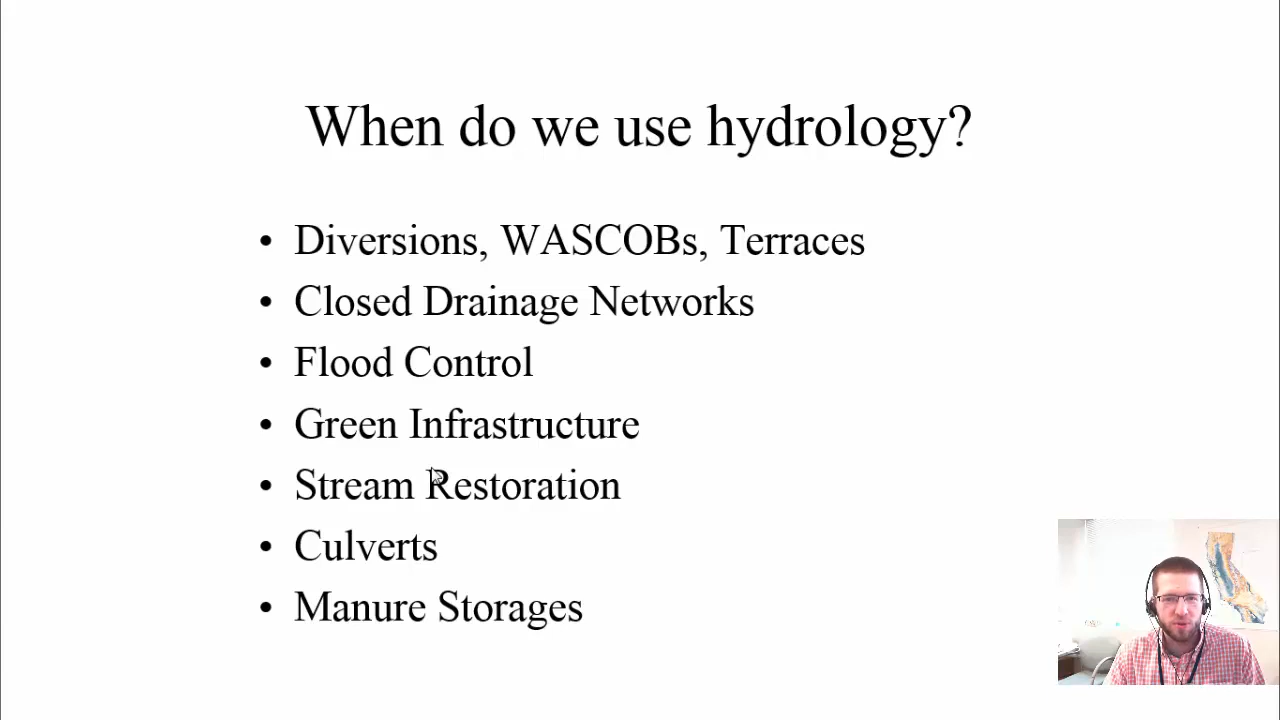 When do we use hydrology?
• Diversions, WASCOBs, Terraces
• Closed Drainage Networks
• Flood Control
• Green Infrastructure
• Stream Restoration
• Culverts
• Manure Storages